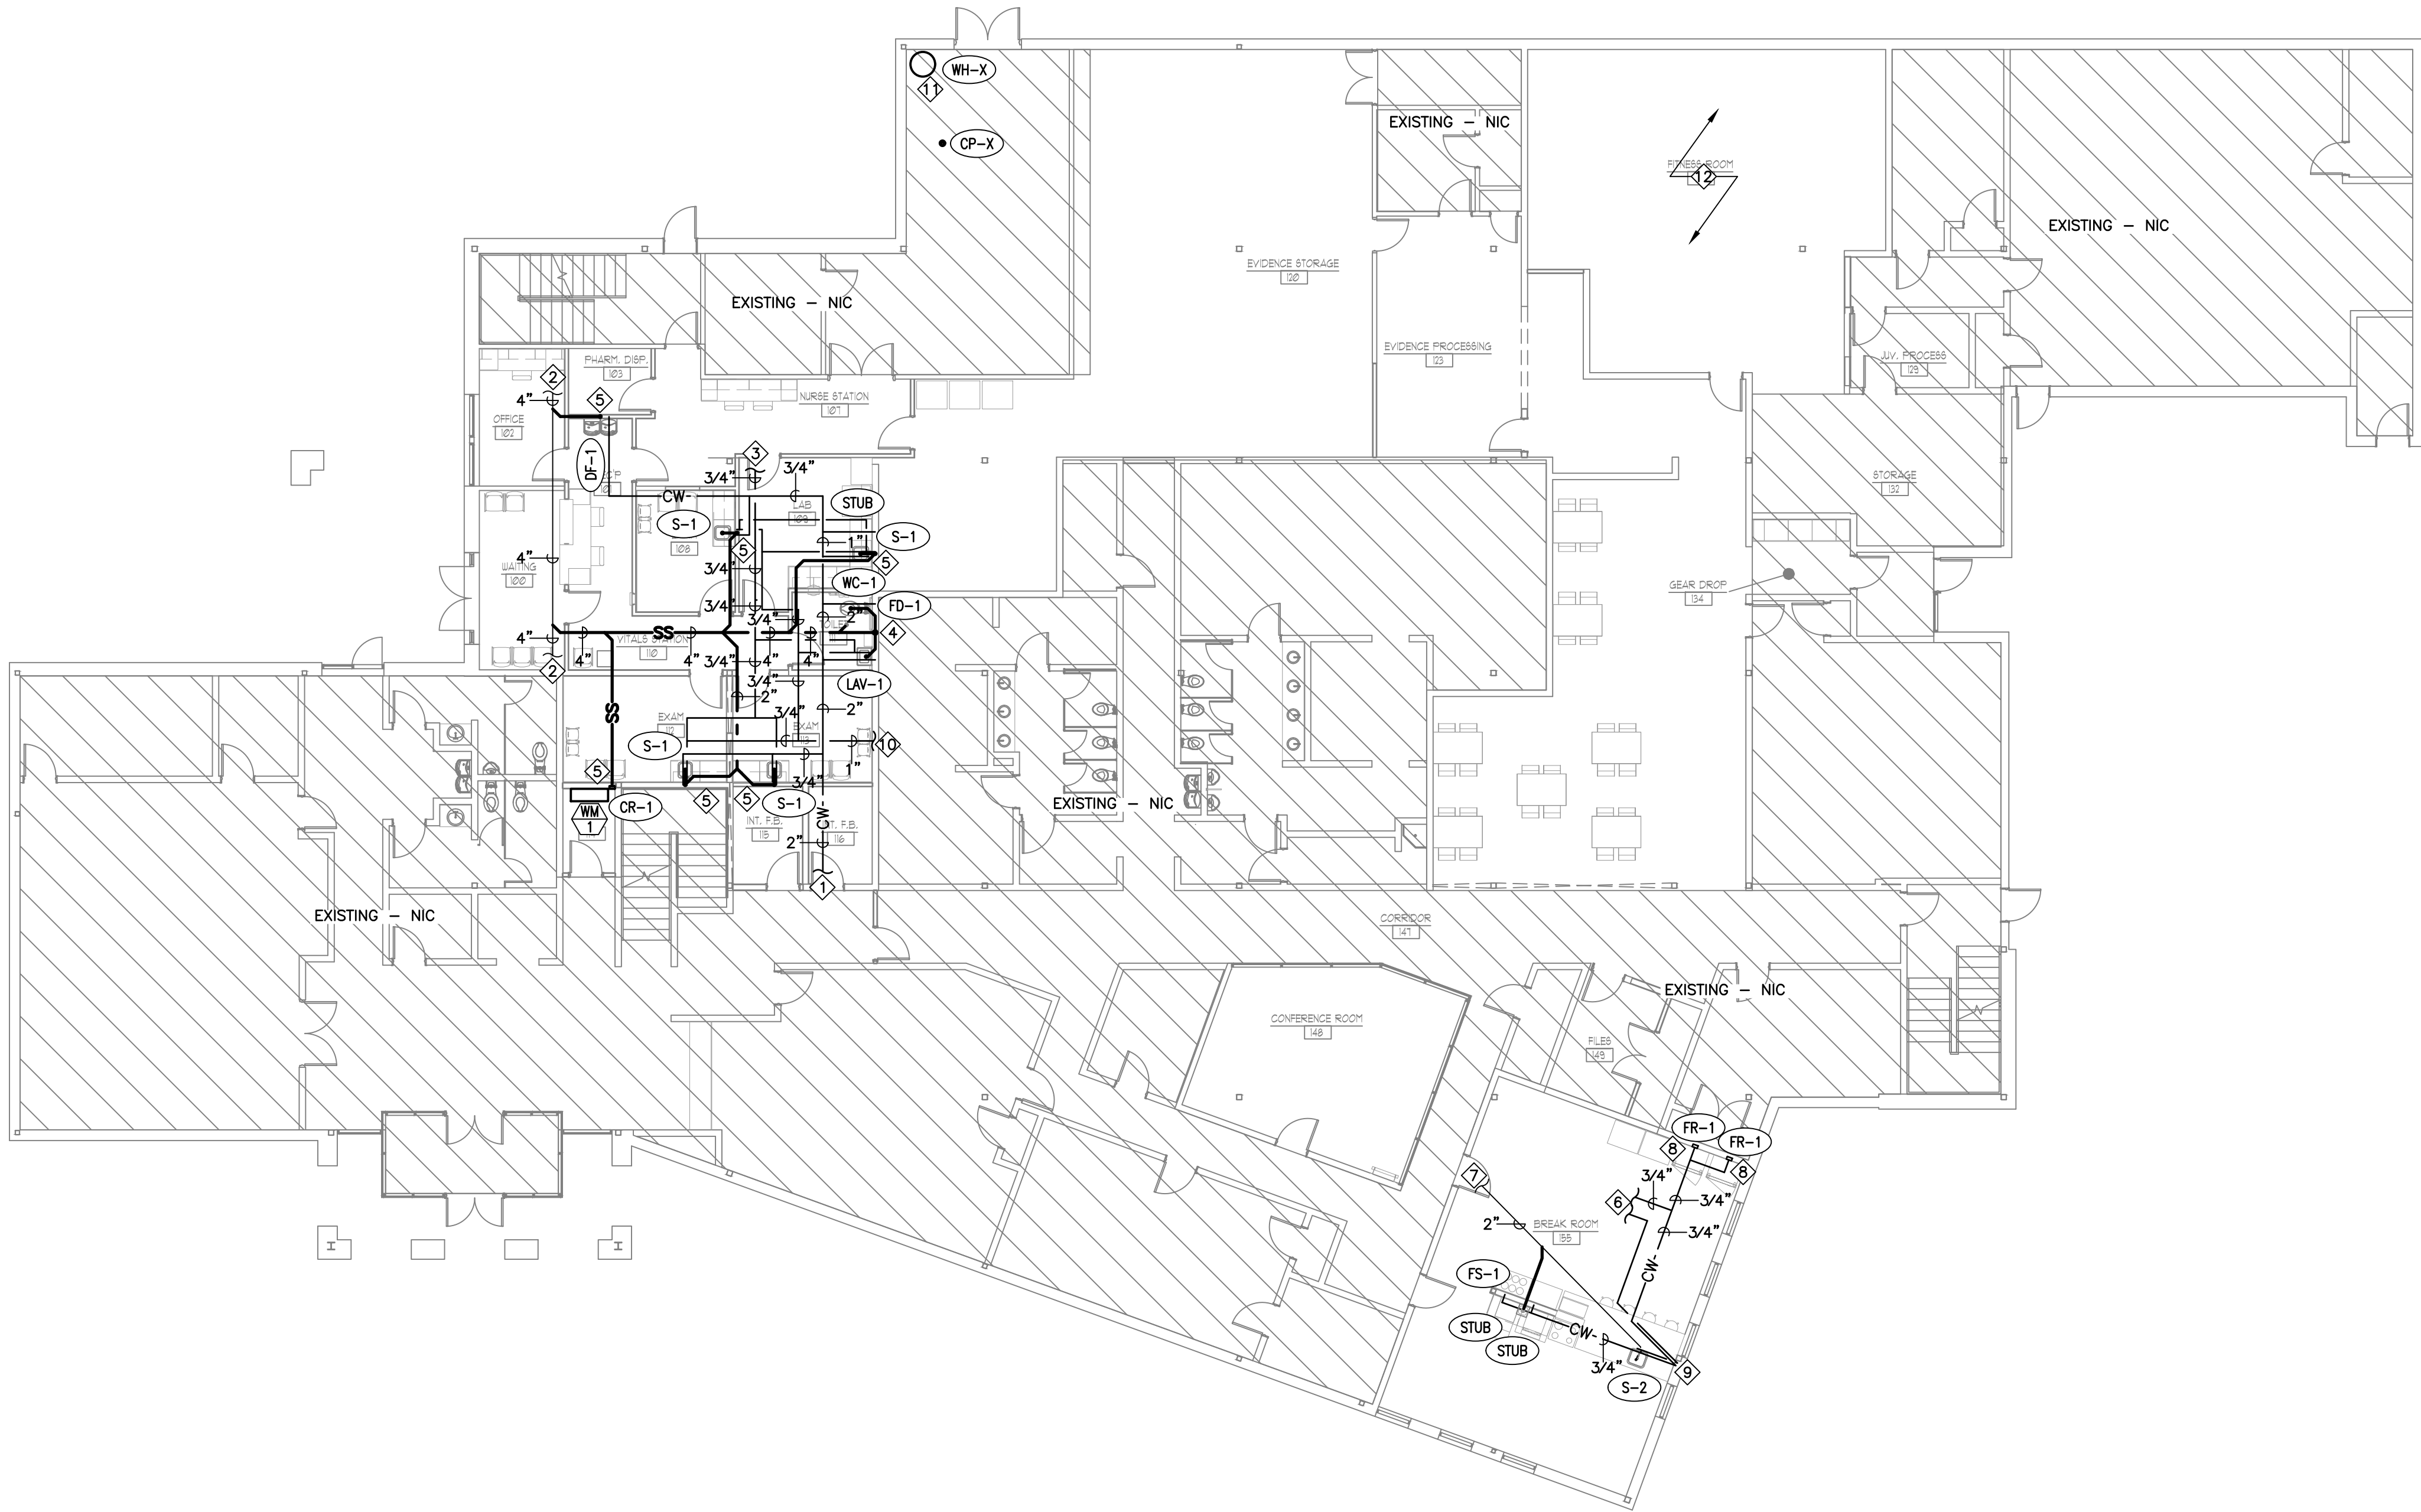 WH-X
11
CP-X
EXISTING - NIC
FITNESS ROOM
12
EXISTING - NIC
EVIDENCE STORAGE
120
EXISTING - NIC
EVIDENCE PROCESSING
123
JUV. PROCESS
129
PHARM. DISP.
103
2
5
4"
NURSE STATION
107
OFFICE
102
DF-1
3
3/4"
3/4"
CW-
STUB
LAB
109
S-1
S-1
1"
5
5
108
STORAGE
132
4"
WAITING
100
3/4"
WC-1
3/4"
FD-1
2"
3/4"
4
GEAR DROP
134
4"
SS
VITALS STATION
110
4"
4"
3/4"
4"
4"
2
3/4"
LAV-1
2"
2"
SS
EXAM
112
3/4"
EXAM
113
S-1
10
1"
3/4"
5
WM
1
CR-1
5
5
S-1
EXISTING - NIC
INT. F.B.
115
CW-
116
2"
1
EXISTING - NIC
CORRIDOR
147
EXISTING - NIC
CONFERENCE ROOM
148
FILES
149
FR-1
FR-1
8
8
7
3/4"
6
3/4"
2"
BREAK ROOM
155
3/4"
CW-
FS-1
STUB
STUB
CW-
3/4"
9
S-2